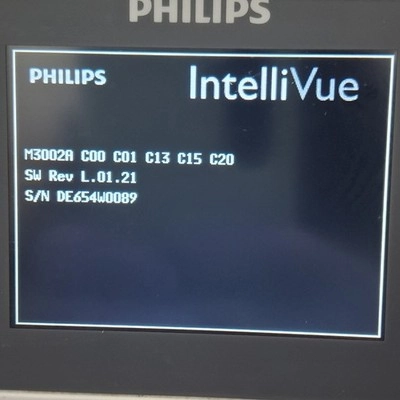 PHILIPS
PHILIPS IntelliVue
M3002A C00 C01 C13 C15 C20
SW Rev L.01.21
S/N DE654W0089